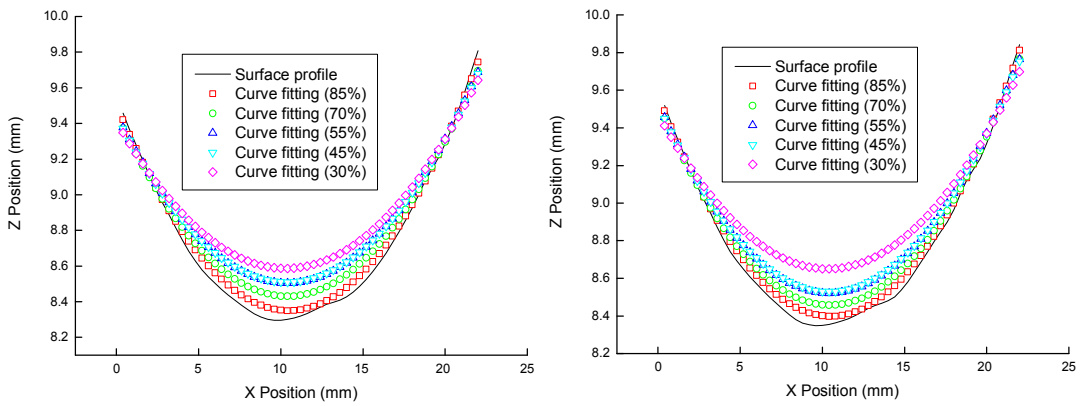 10.0
9.8
9.6
9.4
9.2
9.0
8.8
8.6
8.4
8.2
Z Position (mm)
Surface profile
Curve fitting (85%)
Curve fitting (70%)
Curve fitting (55%)
Curve fitting (45%)
Curve fitting (30%)
0 5 10 15 20 25
X Position (mm)
10.0
9.8
9.6
9.4
9.2
9.0
8.8
8.6
8.4
8.2
Z Position (mm)
Surface profile
Curve fitting (85%)
Curve fitting (70%)
Curve fitting (55%)
Curve fitting (45%)
Curve fitting (30%)
0 5 10 15 20 25
X Position (mm)